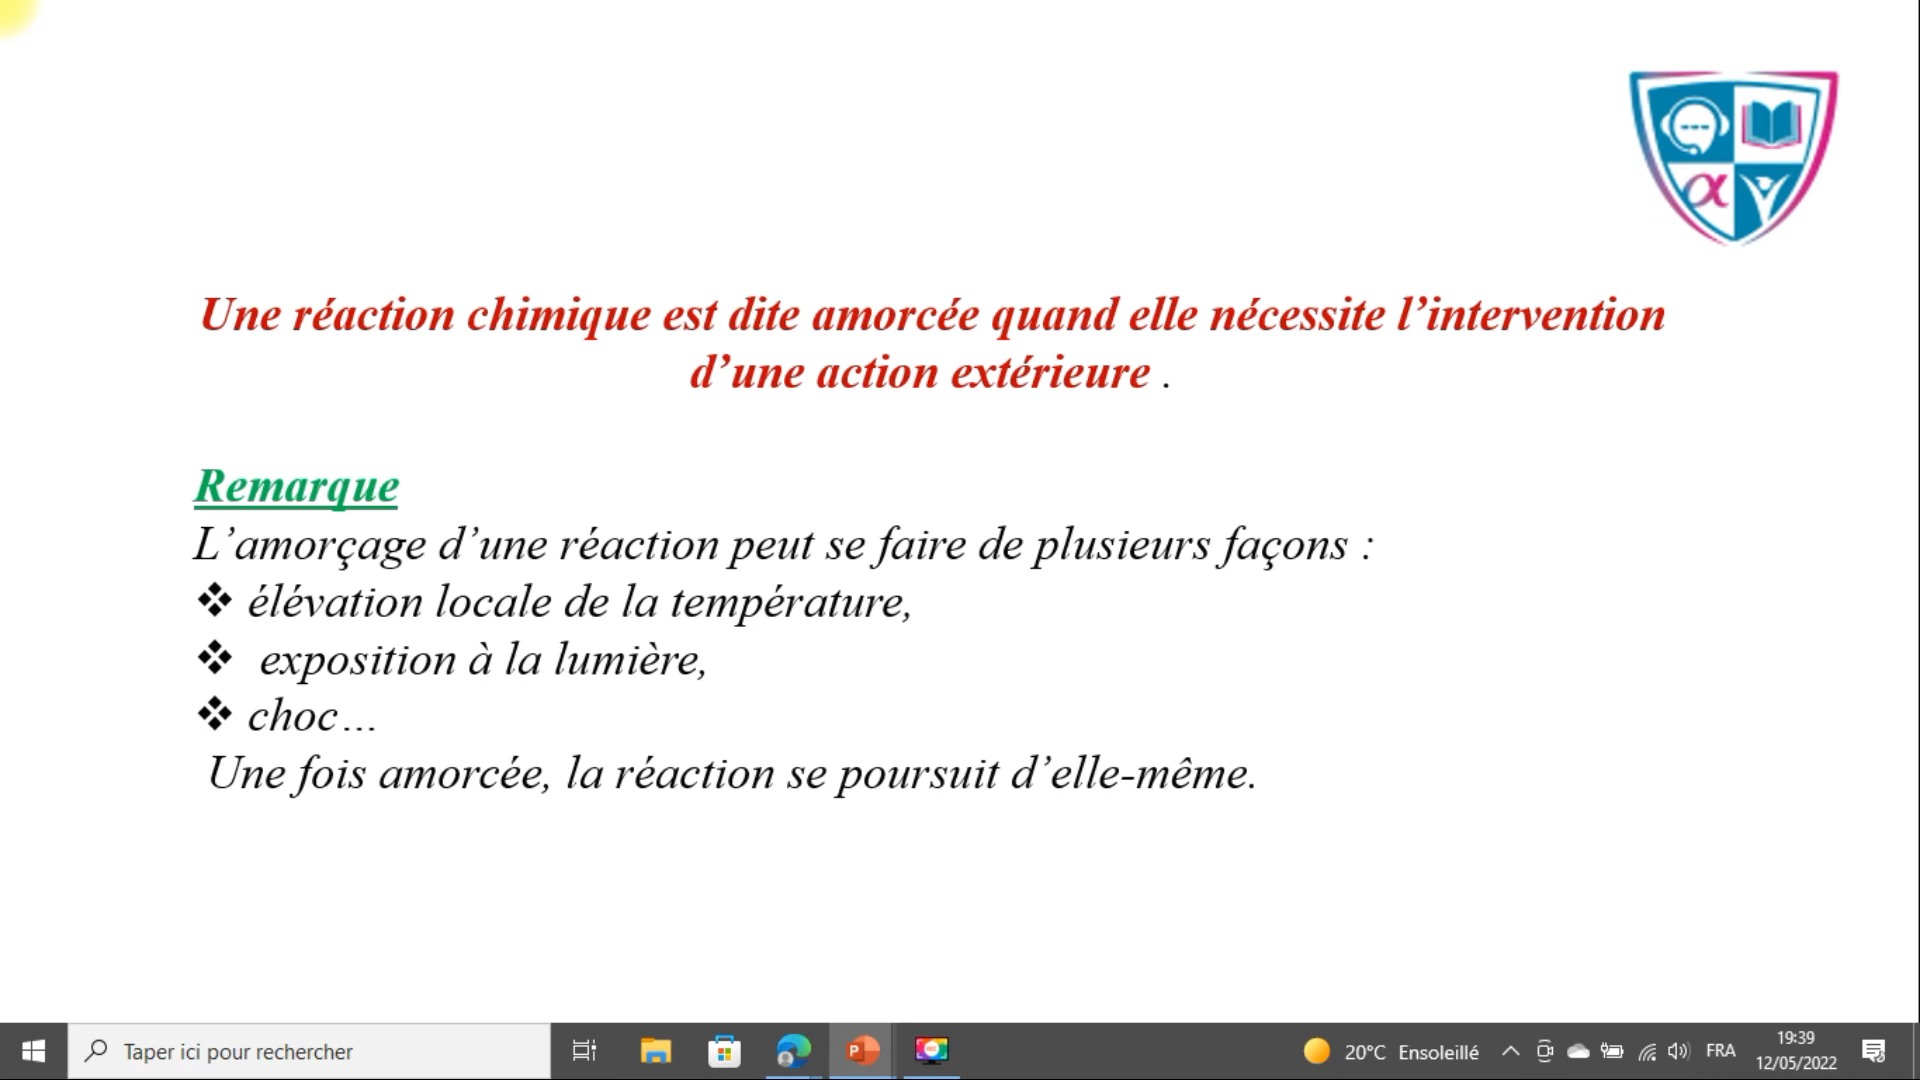 Une réaction chimique est dite amorcée quand elle nécessite l’intervention
d’une action extérieure .
Remarque
L’amorçage d’une réaction peut se faire de plusieurs façons :
❖ élévation locale de la température,
❖ exposition à la lumière,
❖ choc…
Une fois amorcée, la réaction se poursuit d’elle-même.
Taper ici pour rechercher
20°C Ensoleillé
FRA
19:39
12/05/2022